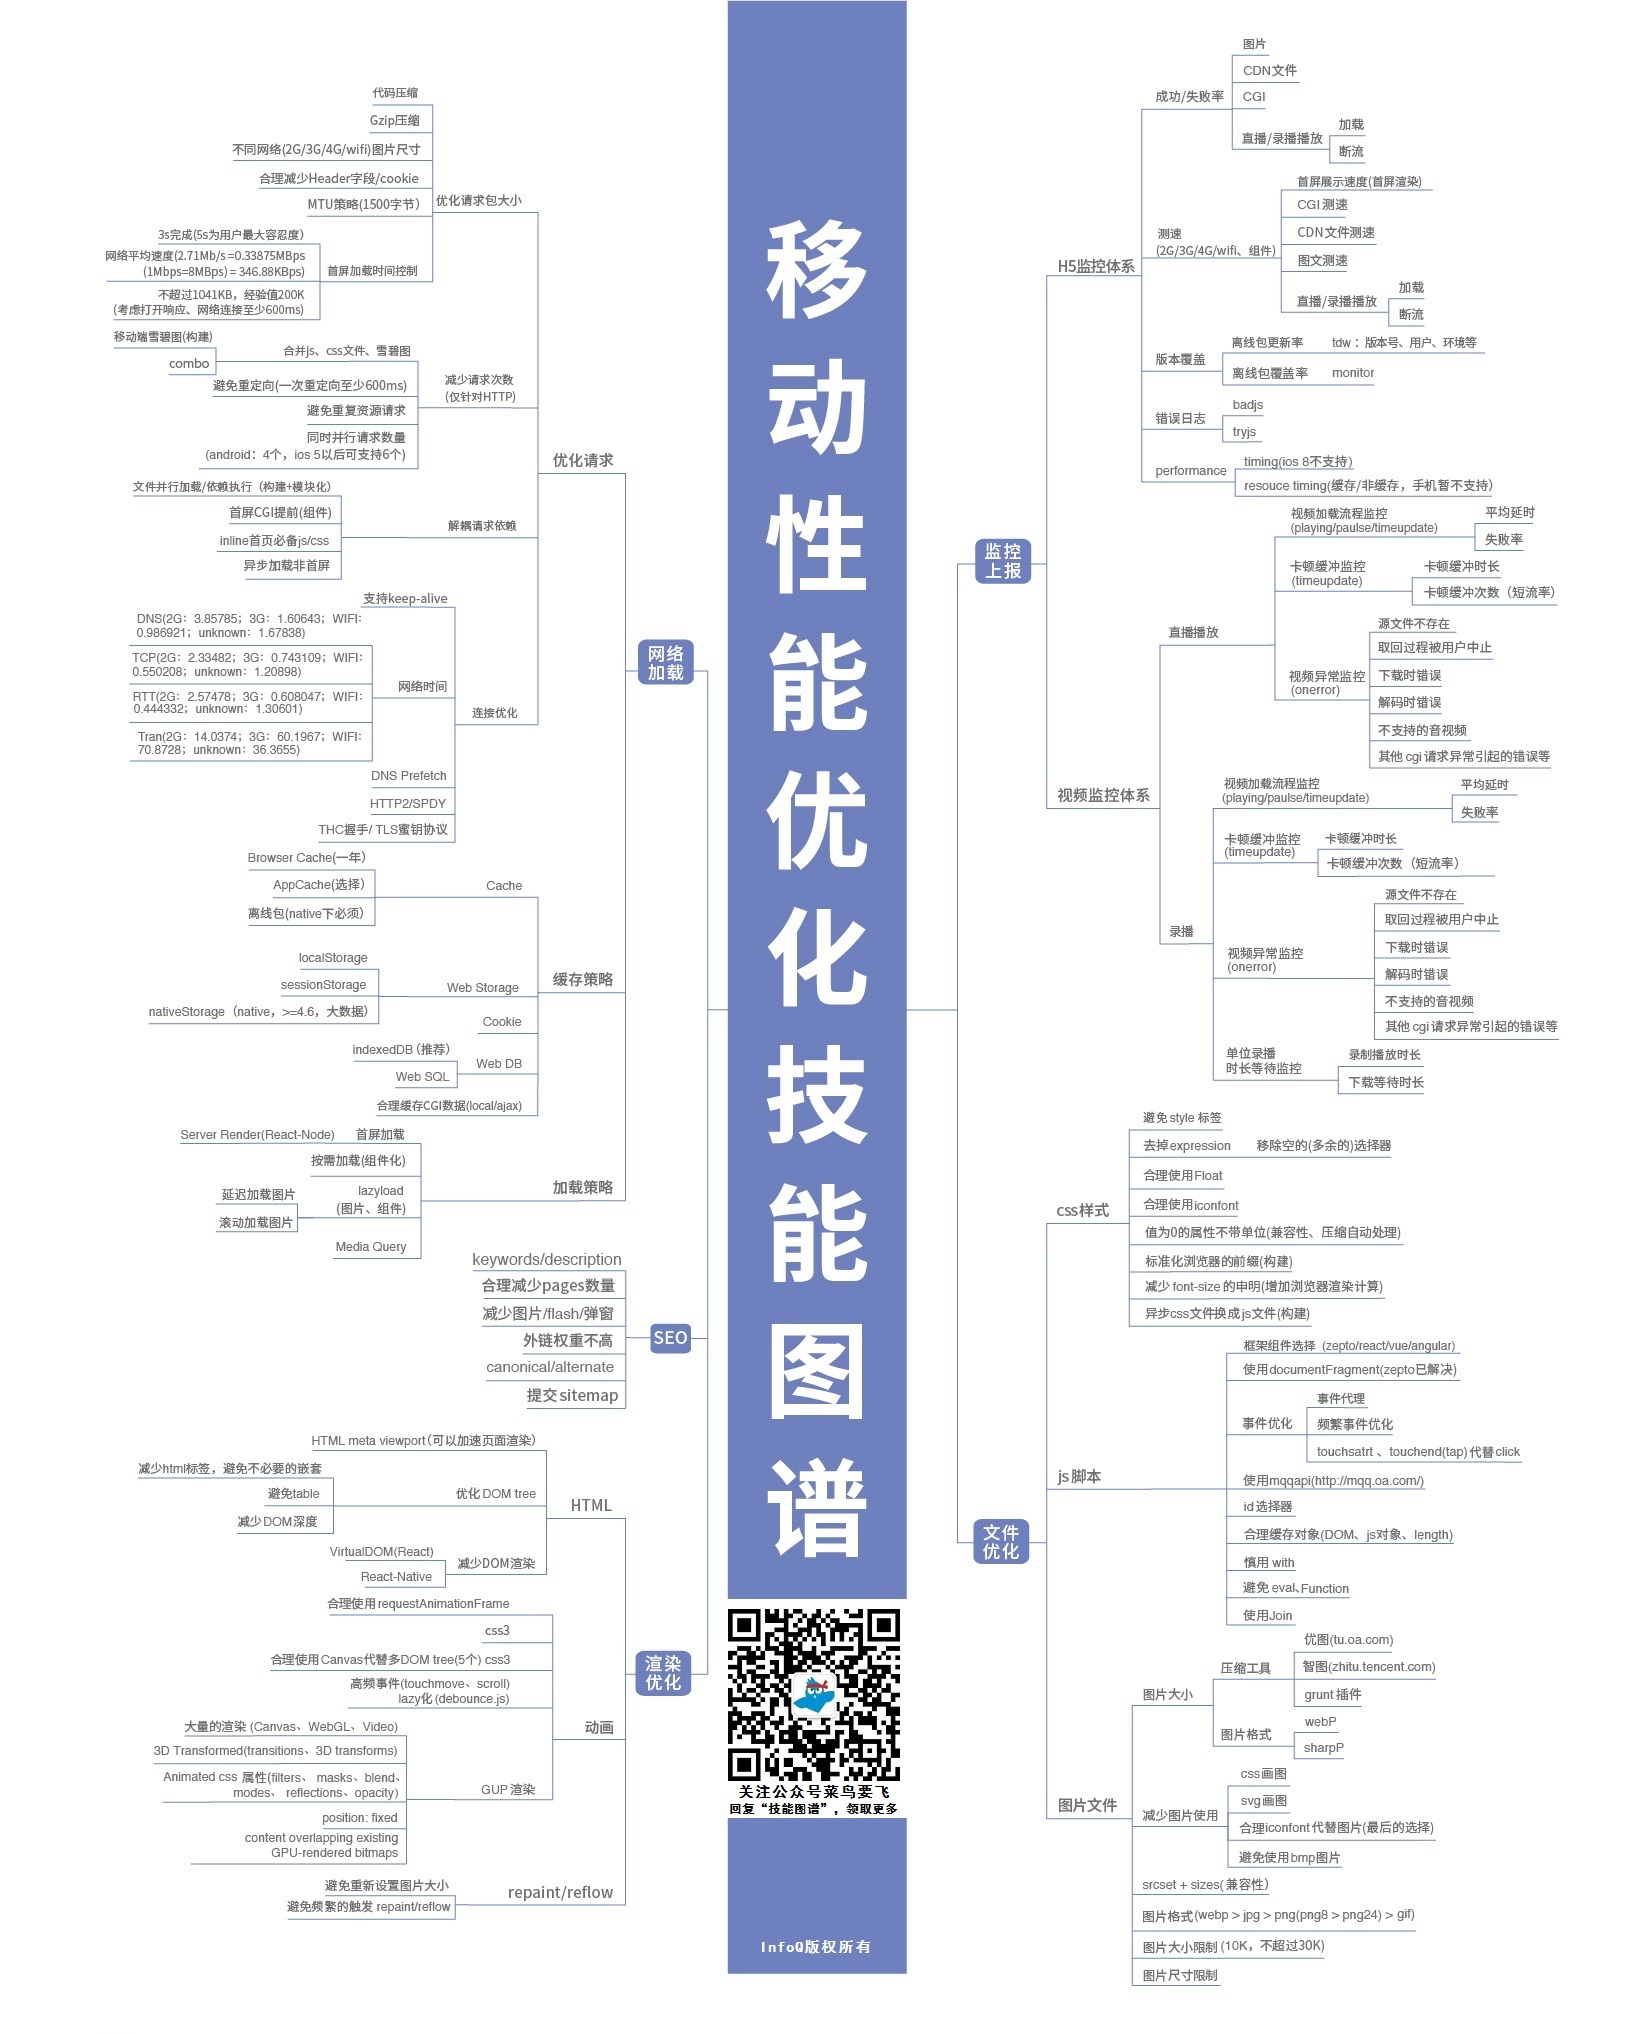 移
动
性
能
优
化
技
能
图
谱
关注公众号菜鸟要飞
回复“技能图谱”，领取更多
InfoQ版权所有
网络
加载
优化请求
优化请求包大小
代码压缩
Gzip压缩
不同网络(2G/3G/4G/wifi)图片尺寸
合理减少Header字段/cookie
MTU策略(1500字节)
首屏加载时间控制
3s完成(5s为用户最大容忍度)
网络平均速度(2.71Mb/s =0.33875MBps
(1Mbps=8MBps) = 346.88KBps)
不超过1041KB，经验值200K
(考虑打开响应、网络连接至少600ms)
减少请求次数
(仅针对HTTP)
合并js、css文件、雪碧图
移动端雪碧图(构建)
combo
避免重定向(一次重定向至少600ms)
避免重复资源请求
同时并行请求数量
(android：4个，ios 5以后可支持6个)
解耦请求依赖
文件并行加载/依赖执行（构建+模块化）
首屏CGI提前(组件)
inline首页必备js/css
异步加载非首屏
连接优化
支持keep-alive
网络时间
DNS(2G：3.85785；3G：1.60643；WIFI：
0.986921；unknown：1.67838)
TCP(2G：2.33482；3G：0.743109；WIFI：
0.550208；unknown：1.20898)
RTT(2G：2.57478；3G：0.608047；WIFI：
0.444332；unknown：1.30601)
Tran(2G：14.0374；3G：60.1967；WIFI：
70.8728；unknown：36.3655)
DNS Prefetch
HTTP2/SPDY
THC握手/ TLS蜜钥协议
缓存策略
Cache
Browser Cache(一年)
AppCache(选择)
离线包(native下必须)
Web Storage
localStorage
sessionStorage
nativeStorage（native，>=4.6，大数据）
Cookie
Web DB
indexedDB (推荐)
Web SQL
合理缓存CGI数据(local/ajax)
加载策略
首屏加载
Server Render(React-Node)
按需加载(组件化)
lazyload
(图片、组件)
延迟加载图片
滚动加载图片
Media Query
SEO
keywords/description
合理减少pages数量
减少图片/flash/弹窗
外链权重不高
canonical/alternate
提交sitemap
渲染
优化
HTML
HTML meta viewport (可以加速页面渲染)
优化 DOM tree
减少html标签，避免不必要的嵌套
避免table
减少 DOM 深度
减少DOM渲染
VirtualDOM(React)
React-Native
动画
合理使用 requestAnimationFrame
css3
合理使用Canvas代替多DOM tree(5个) css3
高频事件(touchmove、scroll)
lazy化 (debounce.js)
GUP 渲染
大量的渲染 (Canvas、WebGL、Video)
3D Transformed(transitions、3D transforms)
Animated css 属性(filters、 masks、blend、
modes、 reflections、opacity)
position: fixed
content overlapping existing
GPU-rendered bitmaps
repaint/reflow
避免重新设置图片大小
避免频繁的触发 repaint/reflow
监控
上报
H5监控体系
成功/失败率
图片
CDN 文件
CGI
直播/录播播放
加载
断流
测速
(2G/3G/4G/wifi、组件)
首屏展示速度(首屏渲染)
CGI 测速
CDN文件测速
图文测速
直播/录播播放
加载
断流
版本覆盖
离线包更新率
tdw ：版本号、用户、环境等
离线包覆盖率
monitor
错误日志
badjs
tryjs
performance
timing(ios 8不支持)
resouce timing(缓存/非缓存，手机暂不支持)
视频监控体系
直播播放
视频加载流程监控
(playing/paulse/timeupdate)
平均延时
失败率
卡顿缓冲监控
(timeupdate)
卡顿缓冲时长
卡顿缓冲次数（短流率）
视频异常监控
(onerror)
源文件不存在
取回过程被用户中止
下载时错误
解码时错误
不支持的音视频
其他 cgi 请求异常引起的错误等
录播
视频加载流程监控
(playing/paulse/timeupdate)
平均延时
失败率
卡顿缓冲监控
(timeupdate)
卡顿缓冲时长
卡顿缓冲次数（短流率）
视频异常监控
(onerror)
源文件不存在
取回过程被用户中止
下载时错误
解码时错误
不支持的音视频
其他 cgi 请求异常引起的错误等
单位录播
时长等待监控
录制播放时长
下载等待时长
文件
优化
css样式
避免 style 标签
去掉expression
移除空的(多余的)选择器
合理使用Float
合理使用iconfont
值为0的属性不带单位(兼容性、压缩自动处理)
标准化浏览器的前缀(构建)
减少 font-size 的申明(增加浏览器渲染计算)
异步css文件换成js文件(构建)
js 脚本
框架组件选择 (zepto/react/vue/angular)
使用documentFragment(zepto已解决)
事件优化
事件代理
频繁事件优化
touchsatrt 、touchend(tap)代替click
使用mqqapi(http://mqq.oa.com/)
id 选择器
合理缓存对象(DOM、js对象、length)
慎用 with
避免 eval、Function
使用Join
图片文件
图片大小
压缩工具
优图(tu.oa.com)
智图(zhitu.tencent.com)
grunt 插件
图片格式
webP
sharpP
减少图片使用
css 画图
svg 画图
合理iconfont 代替图片(最后的选择)
避免使用bmp图片
srcset + sizes( 兼容性)
图片格式(webp > jpg > png(png8 > png24) > gif)
图片大小限制 (10K，不超过30K)
图片尺寸限制